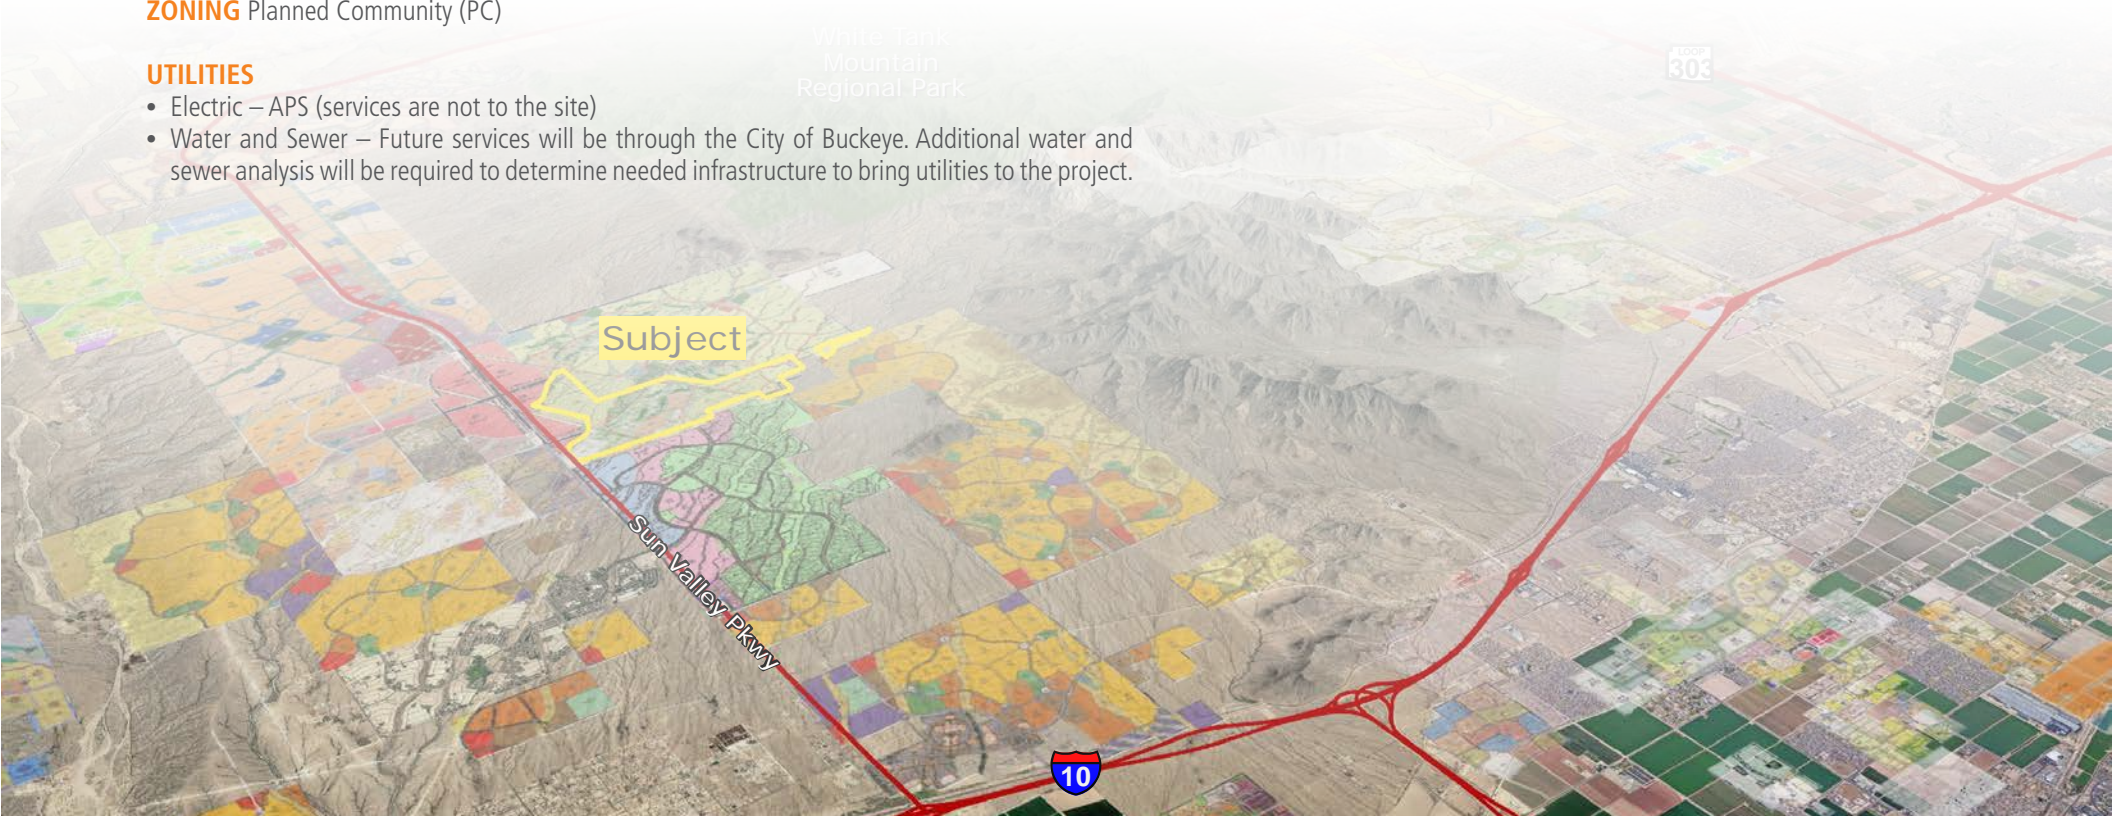 ZONING Planned Community (PC)
White Tank
Mountain
Regional Park
LOOP
303
UTILITIES
• Electric – APS (services are not to the site)
• Water and Sewer – Future services will be through the City of Buckeye. Additional water and
sewer analysis will be required to determine needed infrastructure to bring utilities to the project.
Subject
Sun Valley Pkwy
10